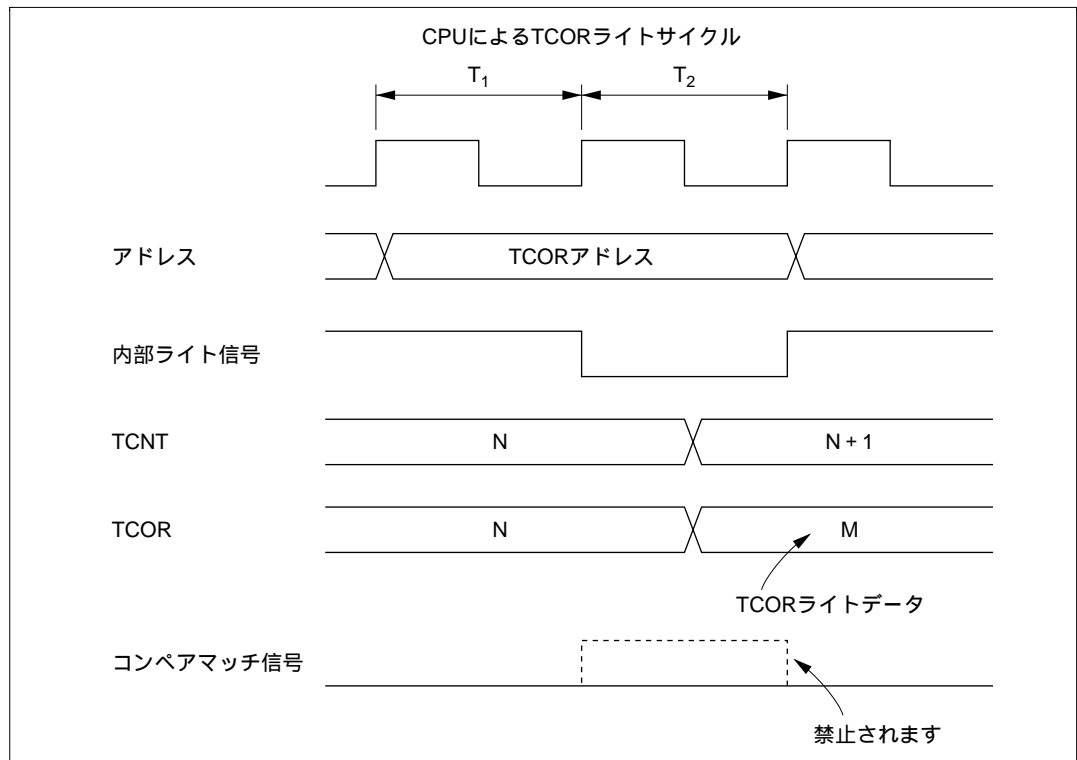 CPUによるTCORライトサイクル
T1 T2
アドレス TCORアドレス
内部ライト信号
TCNT N N + 1
TCOR N M
TCORライトデータ
コンペアマッチ信号
禁止されます